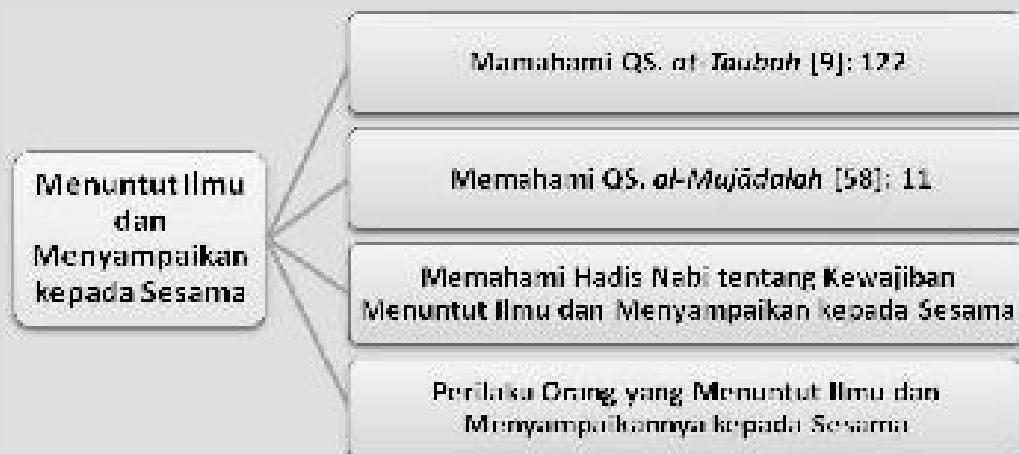 Menuntut Ilmu
dan
Menyampaikan
kepada Sesama
Mamahami QS. at-Taubah [9]: 122
Memahami QS. al-Mujādalah [58]: 11
Memahami Hadis Nabi tentang Kewajiban
Menuntut Ilmu dan Menyampaikan kepada Sesama
Perilaku Orang yang Menuntut Ilmu dan
Menyampaikannya kepada Sesama